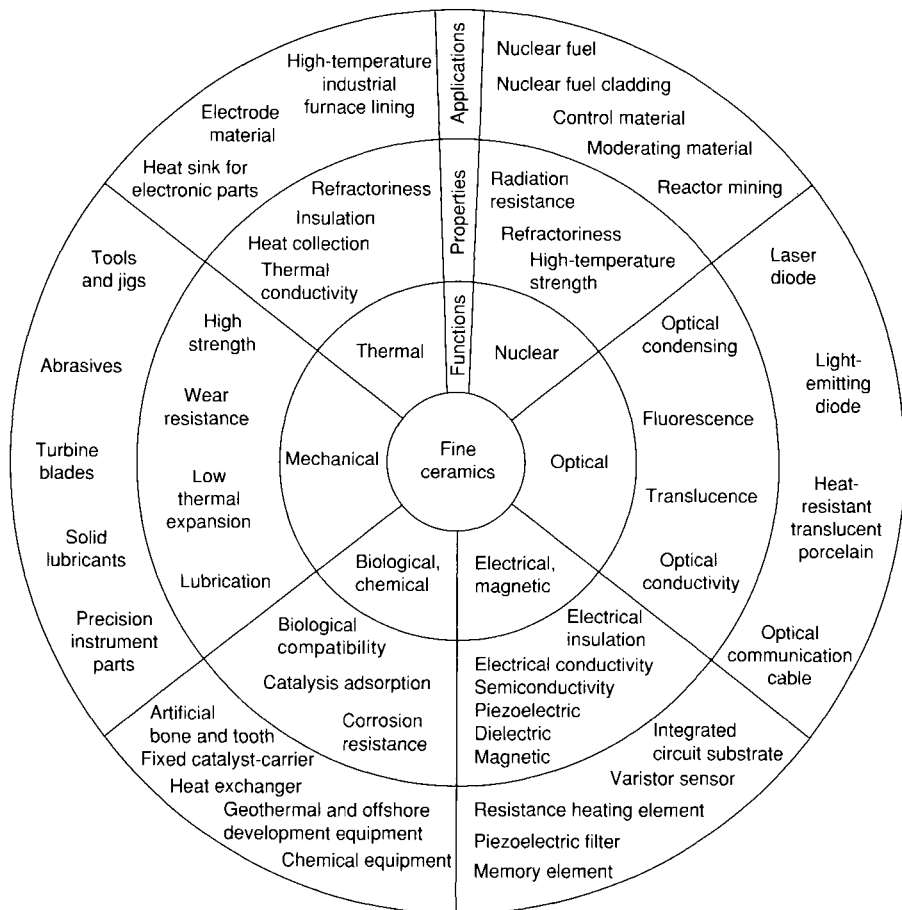 Applications
Properties
Functions
Fine
ceramics
Thermal
Refractoriness
Insulation
Heat collection
Thermal
conductivity
High-temperature
industrial
furnace lining
Electrode
material
Heat sink for
electronic parts
Nuclear
Radiation
resistance
Refractoriness
High-temperature
strength
Nuclear fuel
Nuclear fuel cladding
Control material
Moderating material
Reactor mining
Optical
Optical
condensing
Fluorescence
Translucence
Optical
conductivity
Laser
diode
Light-
emitting
diode
Heat-
resistant
translucent
porcelain
Optical
communication
cable
Electrical,
magnetic
Electrical
insulation
Electrical conductivity
Semiconductivity
Piezoelectric
Dielectric
Magnetic
Integrated
circuit substrate
Varistor sensor
Resistance heating element
Piezoelectric filter
Memory element
Biological,
chemical
Biological
compatibility
Catalysis adsorption
Corrosion
resistance
Artificial
bone and tooth
Fixed catalyst-carrier
Heat exchanger
Geothermal and offshore
development equipment
Chemical equipment
Mechanical
High
strength
Wear
resistance
Low
thermal
expansion
Lubrication
Tools
and jigs
Abrasives
Turbine
blades
Solid
lubricants
Precision
instrument
parts